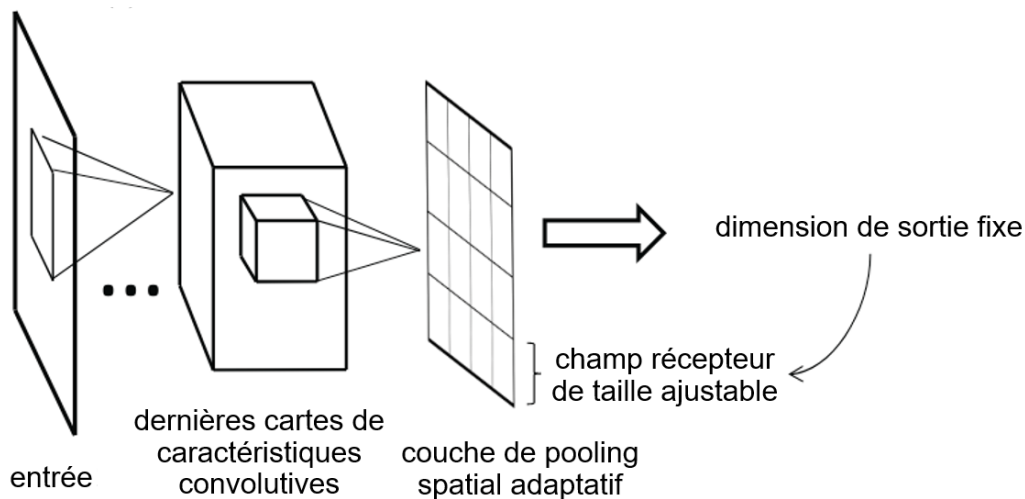 entrée
dernières cartes de
caractéristiques
convolutives
couche de pooling
spatial adaptatif
champ récepteur
de taille ajustable
dimension de sortie fixe